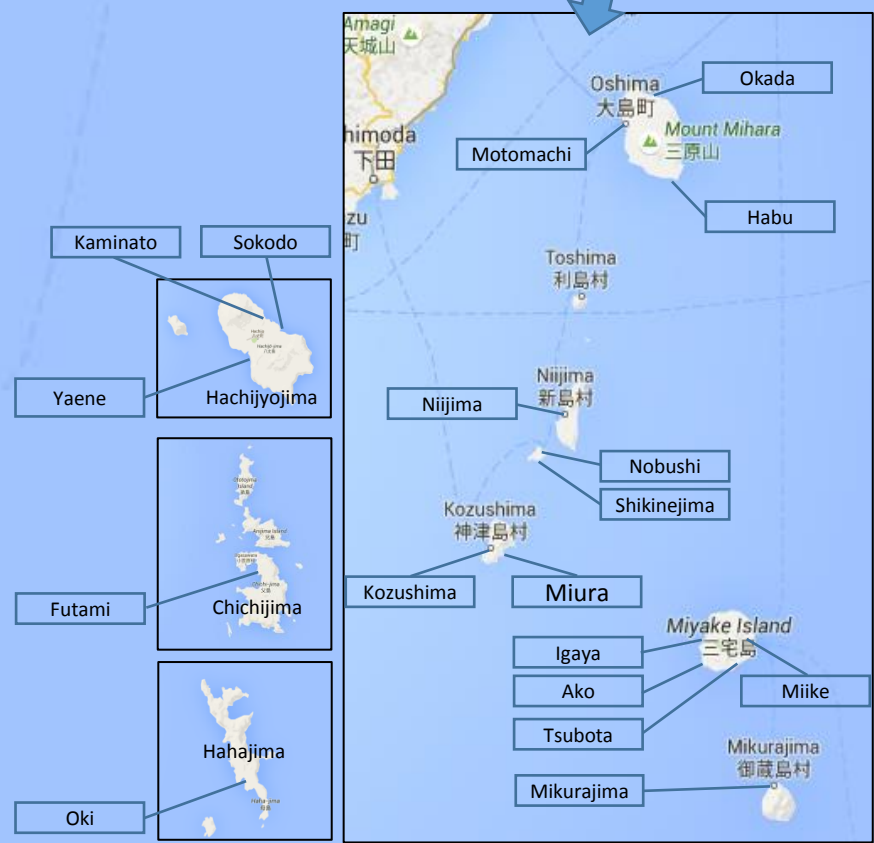 Amagi
天城山
Oshima
大島町
Okada
himoda
下田
Motomachi
Mount Mihara
三原山
Habu
zu
町
Kaminato
Sokodo
Toshima
利島村
Yaene
Hachijyojima
Niijima
新島村
Niijima
Nobushi
Shikinejima
Kozushima
神津島村
Kozushima
Miura
Futami
Chichijima
Miyake Island
三宅島
Igaya
Ako
Miike
Tsubota
Hahajima
Mikurajima
御蔵島村
Mikurajima
Oki